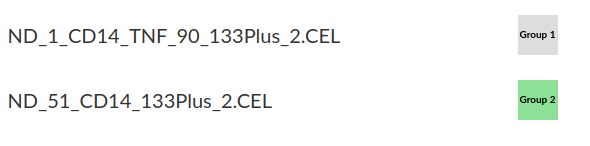 ND_1_CD14_TNF_90_133Plus_2.CEL Group 1
ND_51_CD14_133Plus_2.CEL Group 2